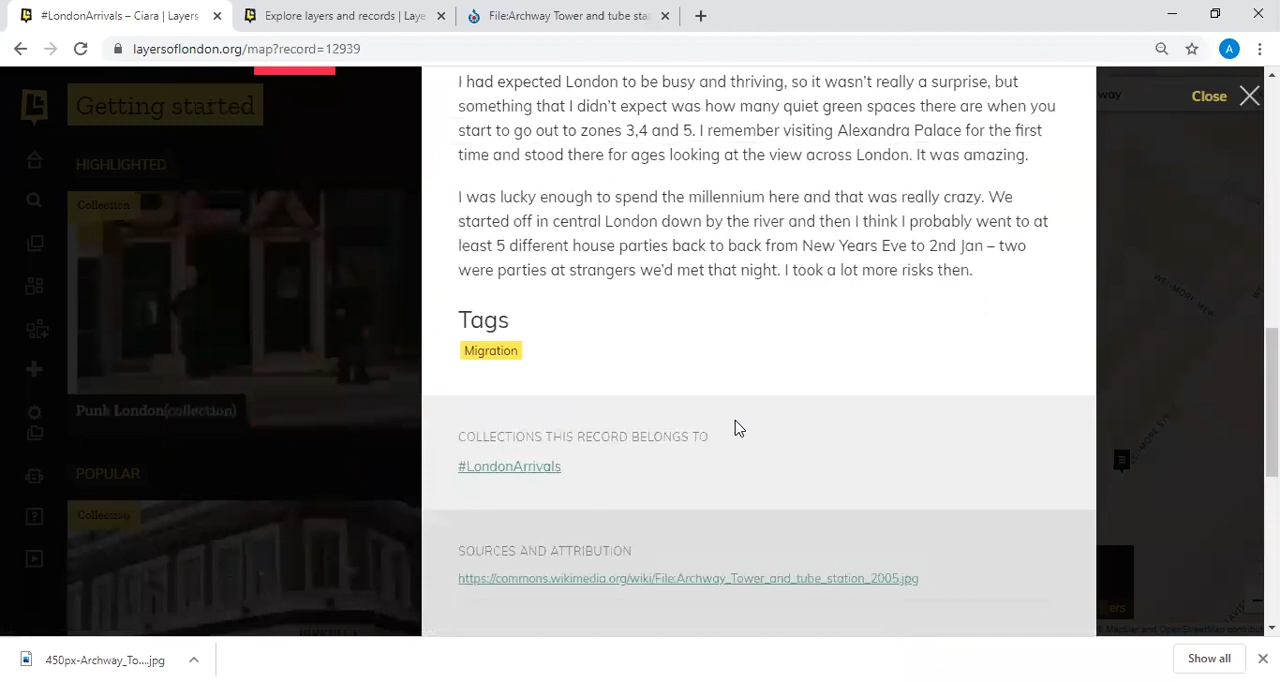 #LondonArrivals – Ciara | Layers
Explore layers and records | Laye
File:Archway Tower and tube sta
layersoflondon.org/map?record=12939
A
Getting started
I had expected London to be busy and thriving, so it wasn't really a surprise, but
something that I didn't expect was how many quiet green spaces there are when you
start to go out to zones 3,4 and 5. I remember visiting Alexandra Palace for the first
time and stood there for ages looking at the view across London. It was amazing.
way
Close
HIGHLIGHTED
Collection
I was lucky enough to spend the millennium here and that was really crazy. We
started off in central London down by the river and then I think I probably went to at
least 5 different house parties back to back from New Years Eve to 2nd Jan – two
were parties at strangers we'd met that night. I took a lot more risks then.
Tags
Migration
Punk London(collection)
COLLECTIONS THIS RECORD BELONGS TO
#LondonArrivals
POPULAR
Collection
SOURCES AND ATTRIBUTION
https://commons.wikimedia.org/wiki/File:Archway_Tower_and_tube_station_2005.jpg
ers
450px-Archway_To....jpg
Show all